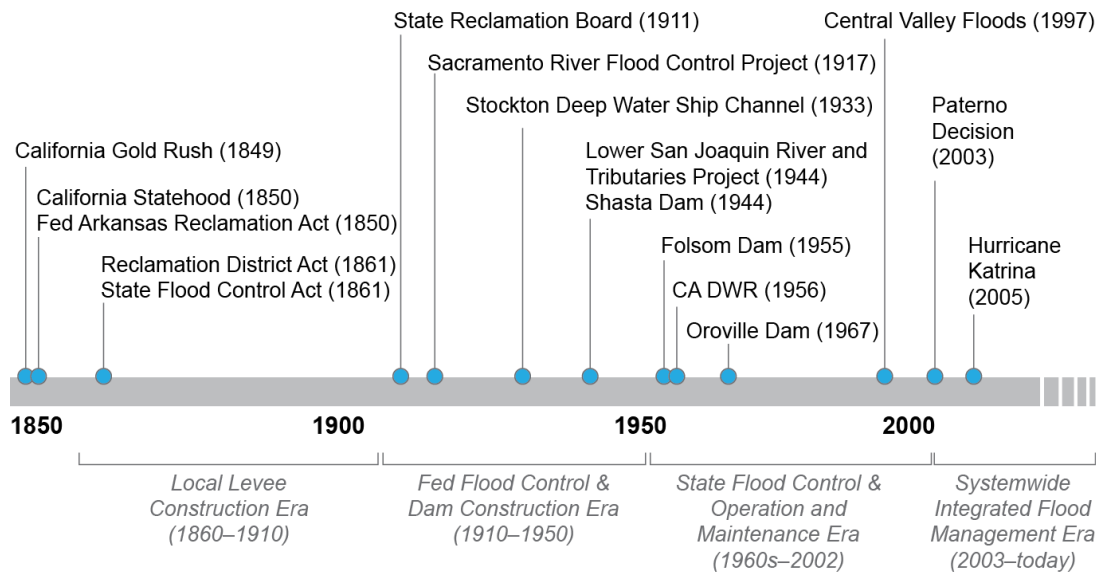 State Reclamation Board (1911)
Central Valley Floods (1997)
Sacramento River Flood Control Project (1917)
Stockton Deep Water Ship Channel (1933)
Paterno
Decision
(2003)
California Gold Rush (1849)
Lower San Joaquin River and
Tributaries Project (1944)
Shasta Dam (1944)
California Statehood (1850)
Fed Arkansas Reclamation Act (1850)
Folsom Dam (1955)
Hurricane
Katrina
(2005)
Reclamation District Act (1861)
State Flood Control Act (1861)
CA DWR (1956)
Oroville Dam (1967)
1850
1900
1950
2000
Local Levee
Construction Era
(1860–1910)
Fed Flood Control &
Dam Construction Era
(1910–1950)
State Flood Control &
Operation and
Maintenance Era
(1960s–2002)
Systemwide
Integrated Flood
Management Era
(2003–today)